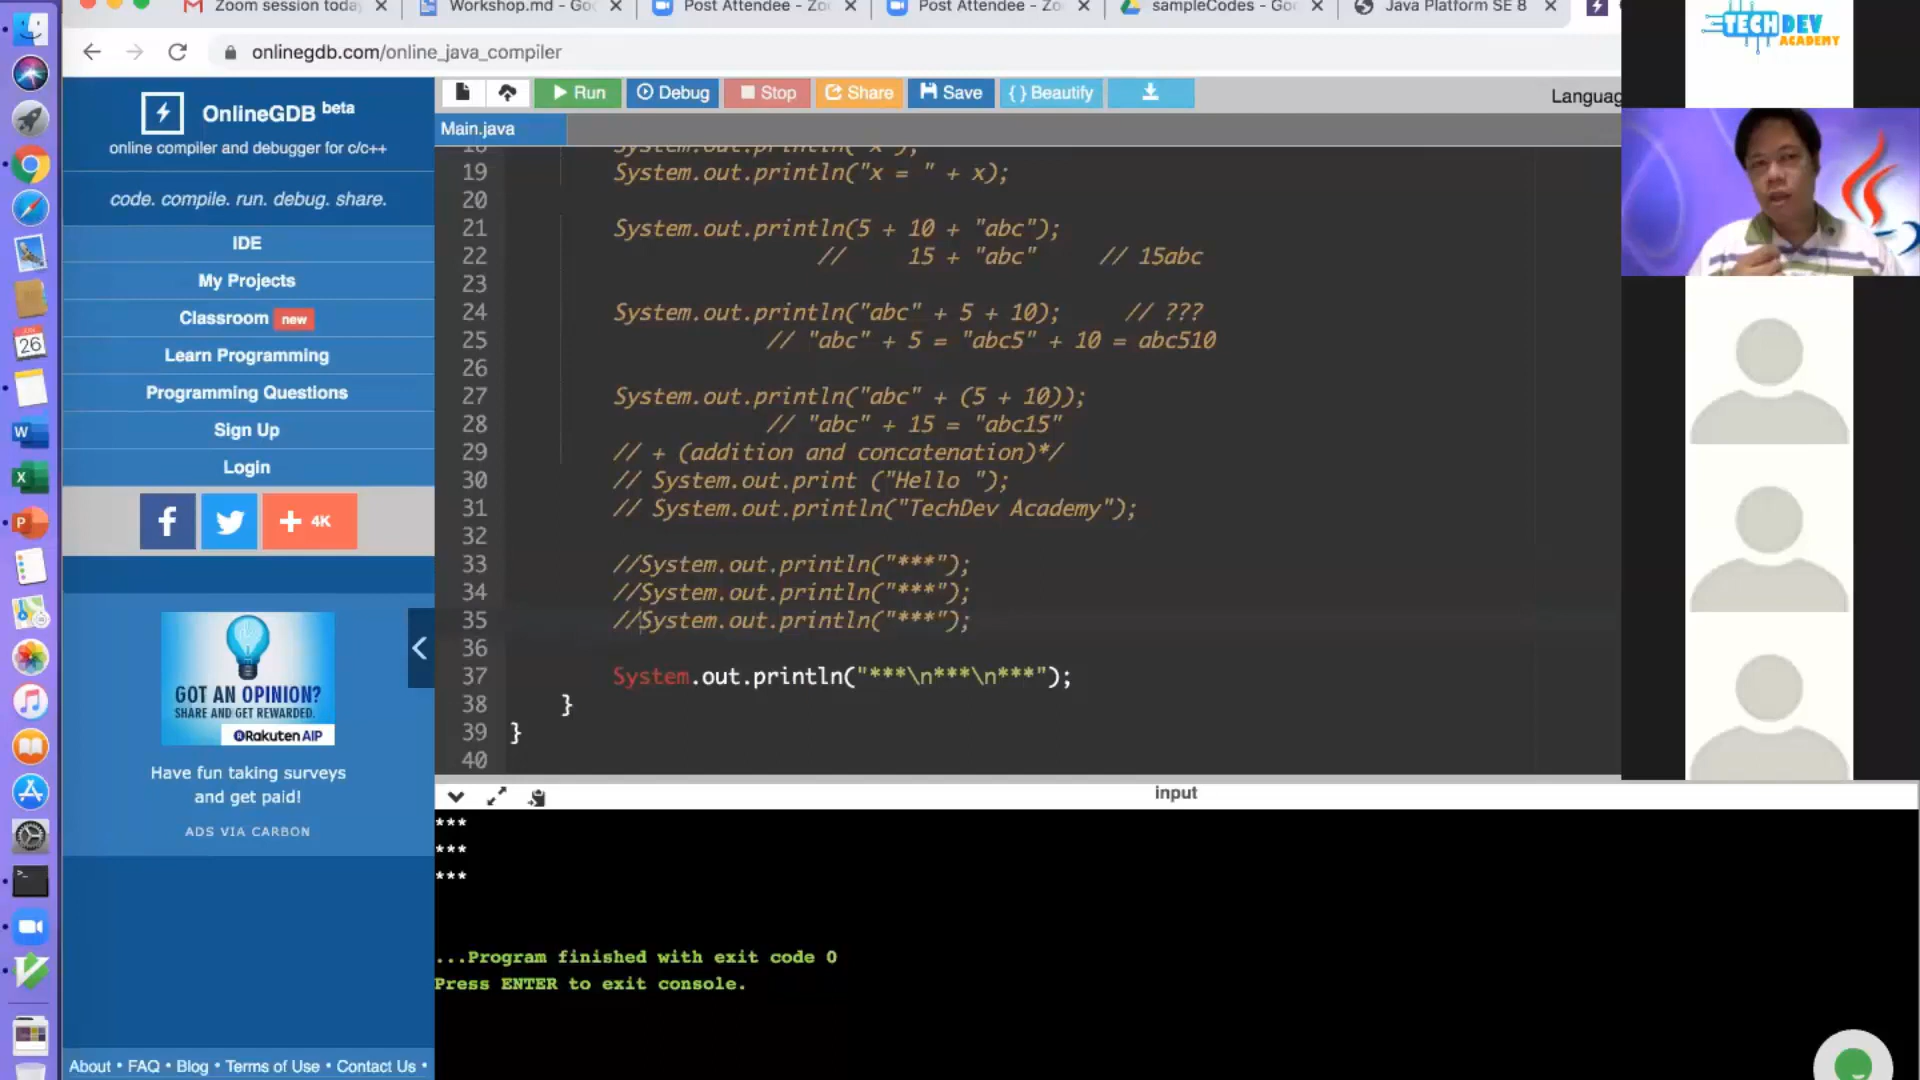 Zoom session toda
Workshop.md - Goo
Post Attendee - Zoo
Post Attendee - Zo
sampleCodes - Goo
Java Platform SE 8
onlinegdb.com/online_java_compiler
TECHDEV
ACADEMY
OnlineGDB beta
online compiler and debugger for c/c++
code. compile. run. debug. share.
IDE
My Projects
Classroom new
Learn Programming
Programming Questions
Sign Up
Login
f
+ 4K
GOT AN OPINION?
SHARE AND GET REWARDED.
Rakuten AIP
Have fun taking surveys
and get paid!
ADS VIA CARBON
About • FAQ • Blog • Terms of Use • Contact Us •
Run
Debug
Stop
Share
Save
{ } Beautify
Languag
Main.java
18 System.out.println("x");
19 System.out.println("x = " + x);
20
21 System.out.println(5 + 10 + "abc");
22 // 15 + "abc" // 15abc
23
24 System.out.println("abc" + 5 + 10); // ???
25 // "abc" + 5 = "abc5" + 10 = abc510
26
27 System.out.println("abc" + (5 + 10));
28 // "abc" + 15 = "abc15"
29 // + (addition and concatenation)*/
30 // System.out.print ("Hello ");
31 // System.out.println("TechDev Academy");
32
33 //System.out.println("***");
34 //System.out.println("***");
35 //System.out.println("***");
36
37 System.out.println("***\n***\n***");
38 }
39 }
40
input
***
***
***
...Program finished with exit code 0
Press ENTER to exit console.
26
W
X
P